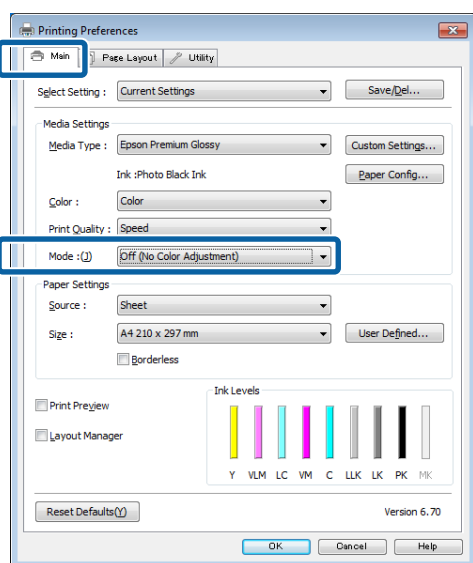 Printing Preferences
Main Page Layout Utility
Select Setting : Current Settings Save/Del...
Media Settings
Media Type : Epson Premium Glossy Custom Settings...
Ink :Photo Black Ink Paper Config...
Color : Color
Print Quality : Speed
Mode :(J) Off (No Color Adjustment)
Paper Settings
Source : Sheet
Size : A4 210 x 297 mm User Defined...
Borderless
Ink Levels
Print Preview
Layout Manager
Y VLM LC VM C LLK LK PK MK
Reset Defaults(Y) Version 6.70
OK Cancel Help